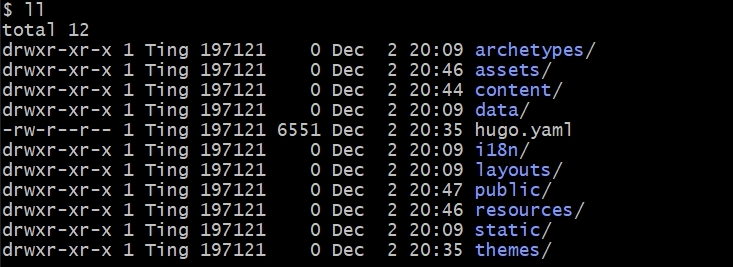 $ ll
total 12
drwxr-xr-x 1 Ting 197121    0 Dec  2 20:09 archetypes/
drwxr-xr-x 1 Ting 197121    0 Dec  2 20:46 assets/
drwxr-xr-x 1 Ting 197121    0 Dec  2 20:44 content/
drwxr-xr-x 1 Ting 197121    0 Dec  2 20:09 data/
-rw-r--r-- 1 Ting 197121 6551 Dec  2 20:35 hugo.yaml
drwxr-xr-x 1 Ting 197121    0 Dec  2 20:09 i18n/
drwxr-xr-x 1 Ting 197121    0 Dec  2 20:09 layouts/
drwxr-xr-x 1 Ting 197121    0 Dec  2 20:47 public/
drwxr-xr-x 1 Ting 197121    0 Dec  2 20:46 resources/
drwxr-xr-x 1 Ting 197121    0 Dec  2 20:09 static/
drwxr-xr-x 1 Ting 197121    0 Dec  2 20:35 themes/